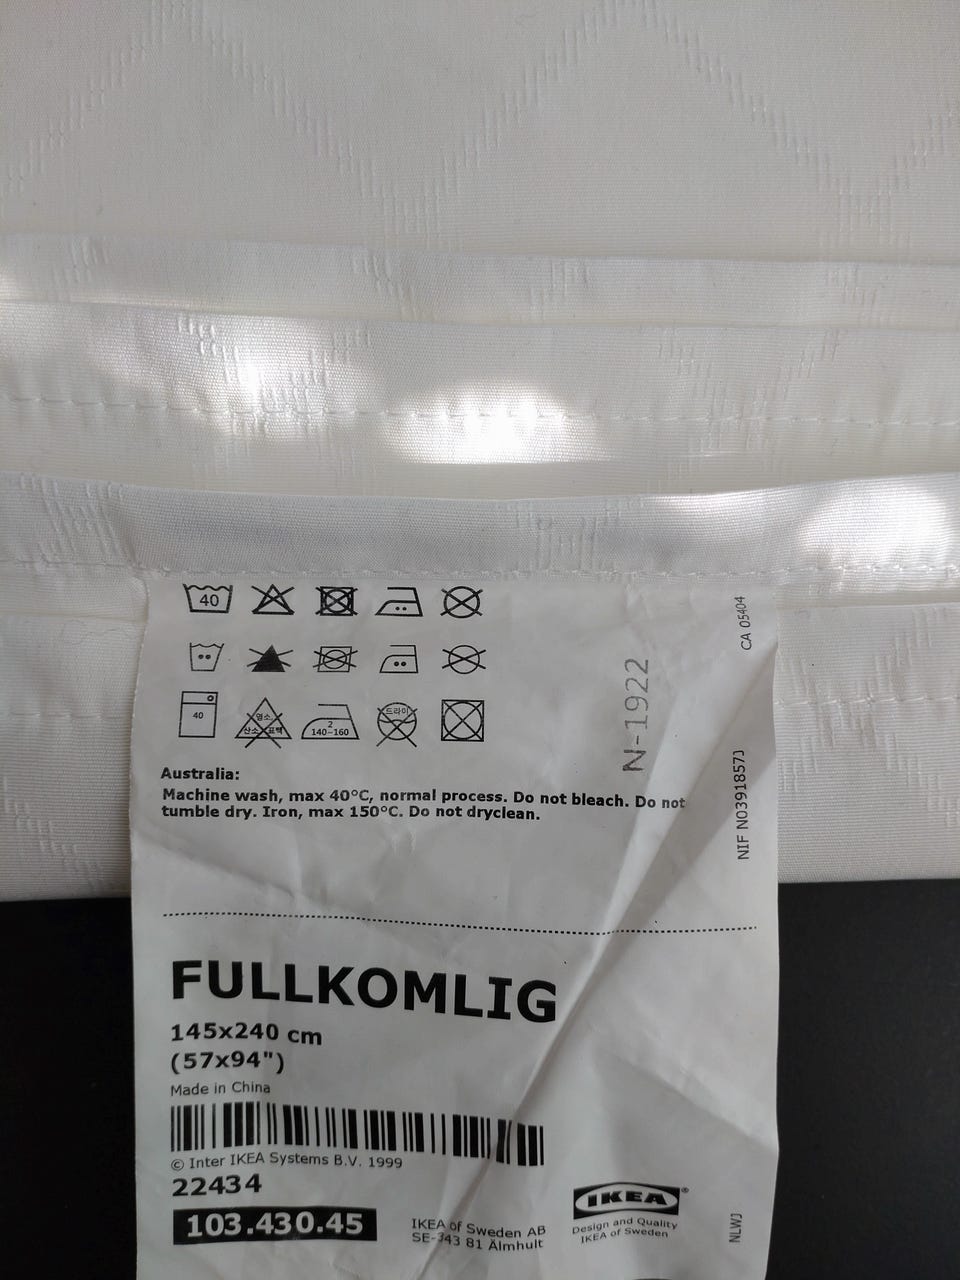 40
40
염소
산소 표백
2
140-160
드라이
N-1922
CA 05404
NIF N0391857J
Australia:
Machine wash, max 40°C, normal process. Do not bleach. Do not
tumble dry. Iron, max 150°C. Do not dryclean.
FULLKOMLIG
145x240 cm
(57x94")
Made in China
© Inter IKEA Systems B.V. 1999
22434
103.430.45
IKEA of Sweden AB
SE-343 81 Älmhult
IKEA®
Design and Quality
IKEA of Sweden
NLWJ